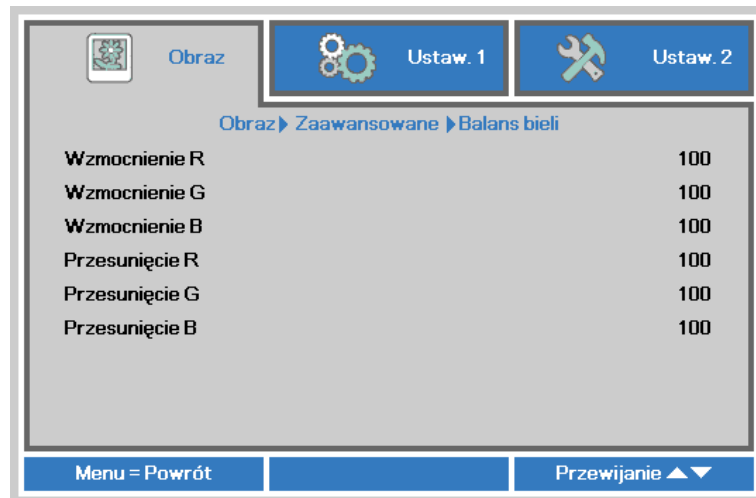 Obraz
Ustaw. 1
Ustaw. 2
Obraz Zaawansowane Balans bieli
Wzmocnienie R 100
Wzmocnienie G 100
Wzmocnienie B 100
Przesunięcie R 100
Przesunięcie G 100
Przesunięcie B 100
Menu = Powrót
Przewijanie